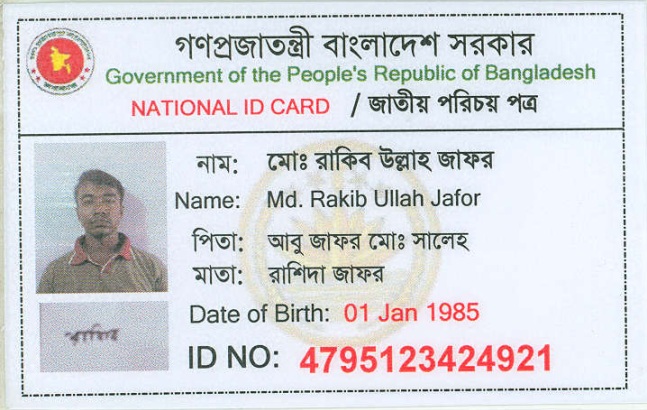 গণপ্রজাতন্ত্রী বাংলাদেশ সরকার
Government of the People's Republic of Bangladesh
NATIONAL ID CARD / জাতীয় পরিচয় পত্র
নাম: মোঃ রাকিব উল্লাহ জাফর
Name: Md. Rakib Ullah Jafor
পিতা: আবু জাফর মোঃ সালেহ
মাতা: রাশিদা জাফর
Date of Birth: 01 Jan 1985
ID NO: 4795123424921